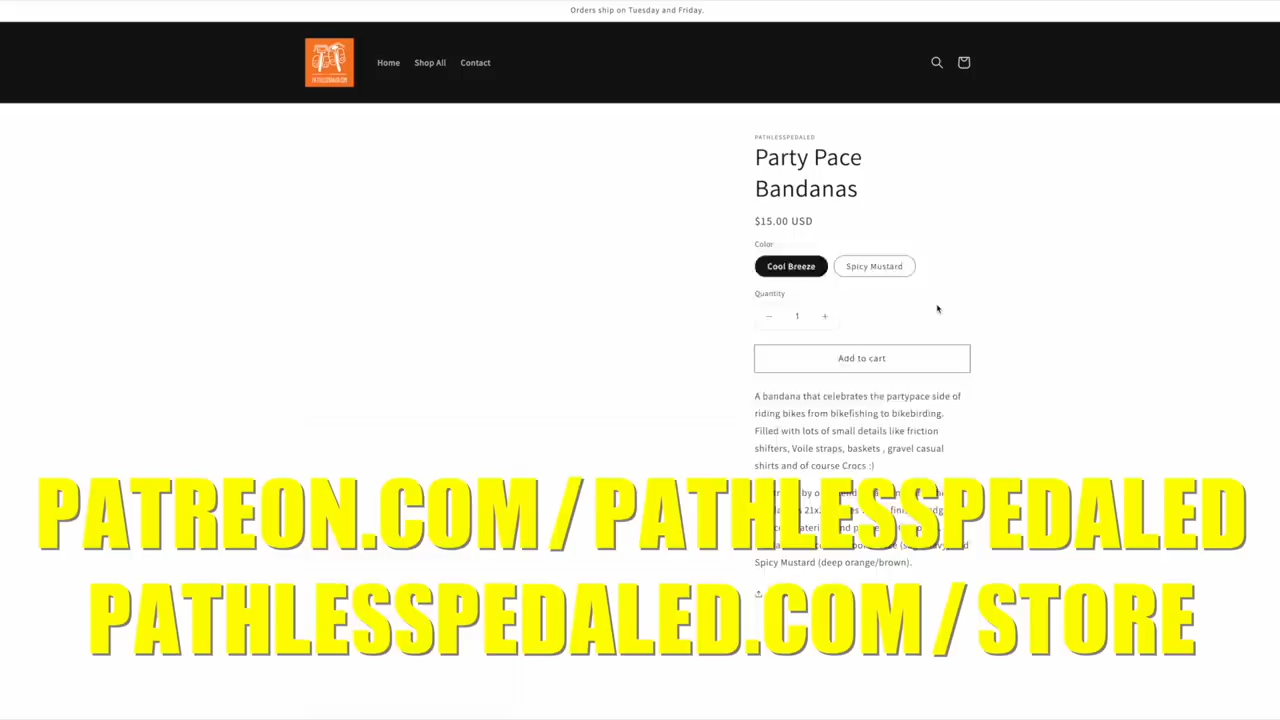 Orders ship on Tuesday and Friday.
PATHLESSPEDALED.COM
Home Shop All Contact
PATHLESSPEDALED
Party Pace
Bandanas
$15.00 USD
Color
Cool Breeze Spicy Mustard
Quantity
− 1 +
Add to cart
A bandana that celebrates the partypace side of
riding bikes from bikefishing to bikebirding.
Filled with lots of small details like friction
shifters, Voile straps, baskets , gravel casual
shirts and of course Crocs :)
PATREON.COM/PATHLESSPEDALED
Spicy Mustard (deep orange/brown).
PATHLESSPEDALED.COM/STORE